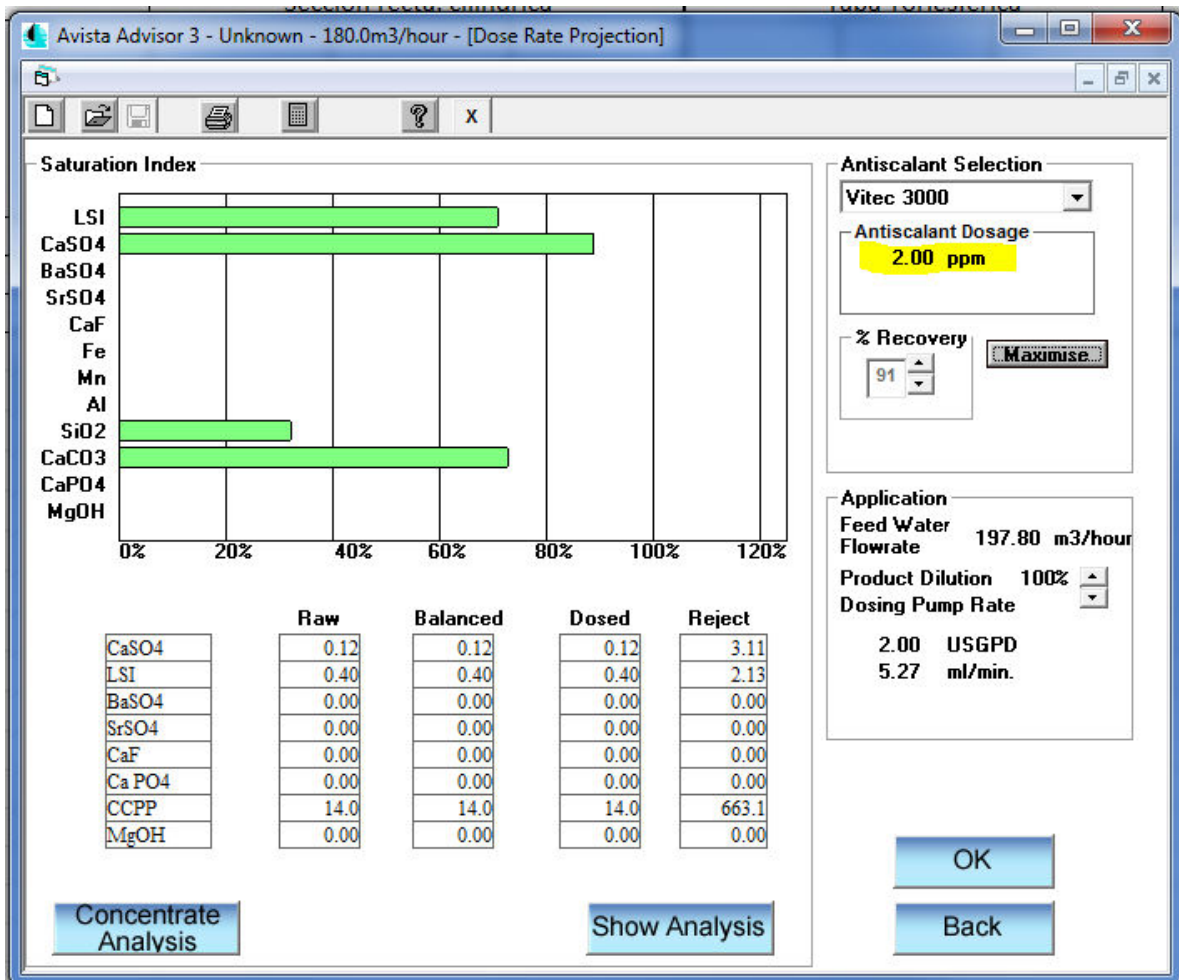 Sección recta, cilíndrica
Avista Advisor 3 - Unknown - 180.0m3/hour - [Dose Rate Projection]
X
Saturation Index
LSI
CaSO4
BaSO4
SrSO4
CaF
Fe
Mn
Al
SiO2
CaCO3
CaPO4
MgOH
0% 20% 40% 60% 80% 100% 120%
Raw Balanced Dosed Reject
CaSO4 0.12 0.12 0.12 3.11
LSI 0.40 0.40 0.40 2.13
BaSO4 0.00 0.00 0.00 0.00
SrSO4 0.00 0.00 0.00 0.00
CaF 0.00 0.00 0.00 0.00
Ca PO4 0.00 0.00 0.00 0.00
CCPP 14.0 14.0 14.0 663.1
MgOH 0.00 0.00 0.00 0.00
Concentrate
Analysis
Show Analysis
Antiscalant Selection
Vitec 3000
Antiscalant Dosage
2.00 ppm
% Recovery
91
Maximise
Application
Feed Water
Flowrate 197.80 m3/hour
Product Dilution 100%
Dosing Pump Rate
2.00 USGPD
5.27 ml/min.
OK
Back